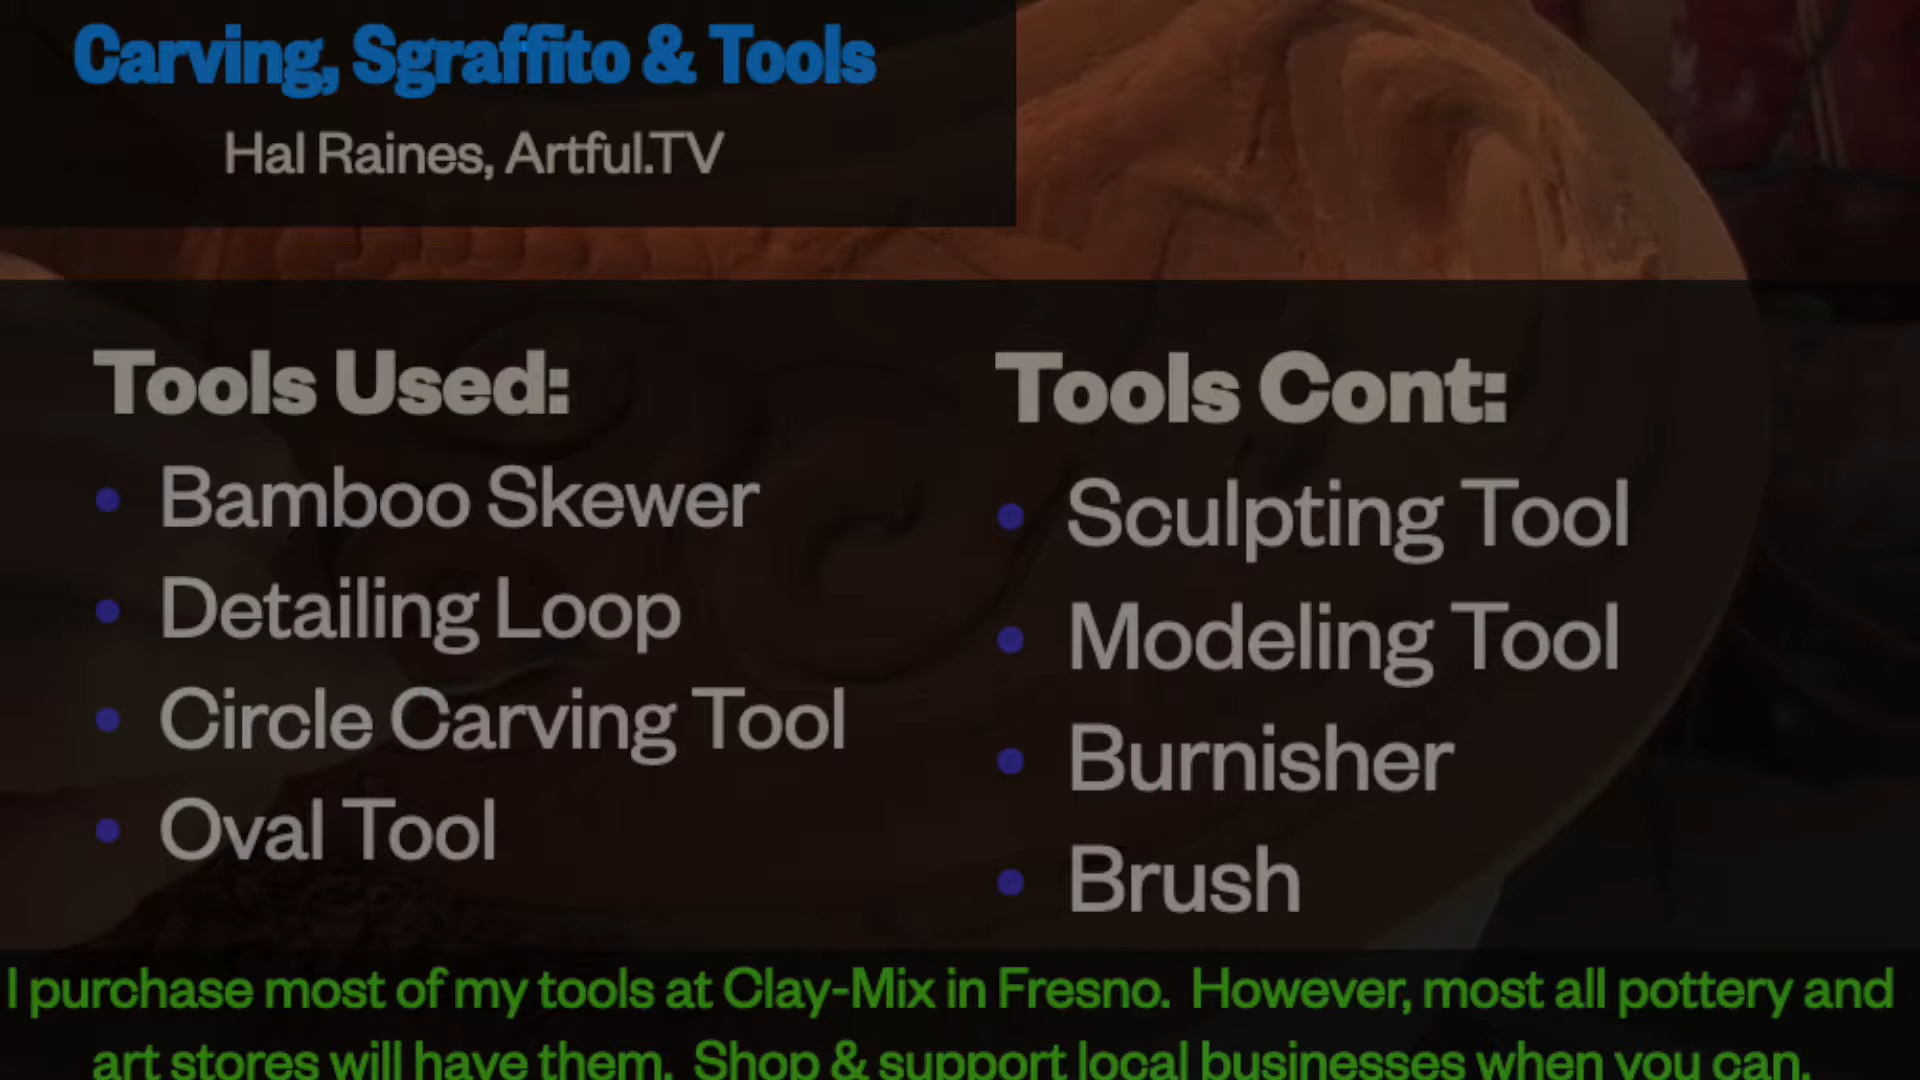 Carving, Sgraffito & Tools
Hal Raines, Artful.TV
Tools Used:
Bamboo Skewer
Detailing Loop
Circle Carving Tool
Oval Tool
Tools Cont:
Sculpting Tool
Modeling Tool
Burnisher
Brush
I purchase most of my tools at Clay-Mix in Fresno. However, most all pottery and
art stores will have them. Shop & support local businesses when you can.